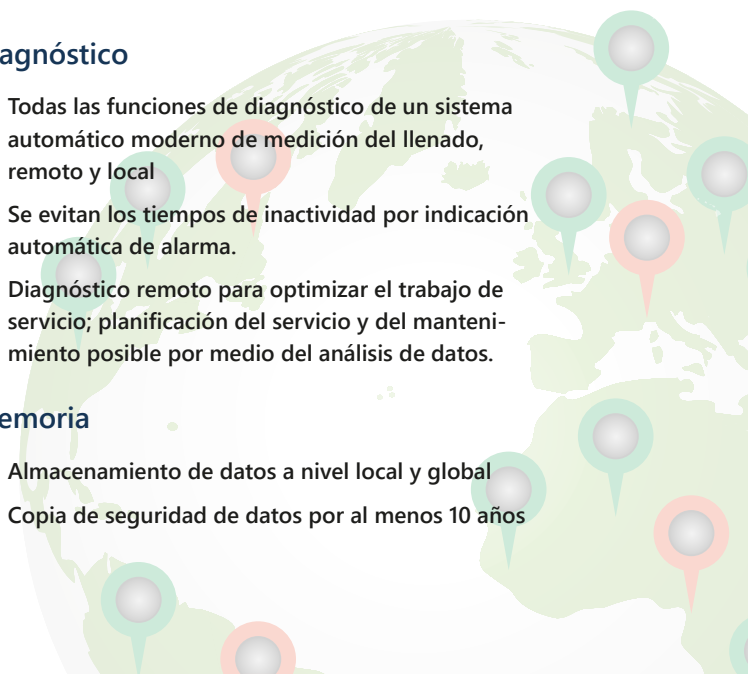 agnóstico
Todas las funciones de diagnóstico de un sistema
automático moderno de medición del llenado,
remoto y local
Se evitan los tiempos de inactividad por indicación
automática de alarma.
Diagnóstico remoto para optimizar el trabajo de
servicio; planificación del servicio y del manteni-
miento posible por medio del análisis de datos.
emoria
Almacenamiento de datos a nivel local y global
Copia de seguridad de datos por al menos 10 años